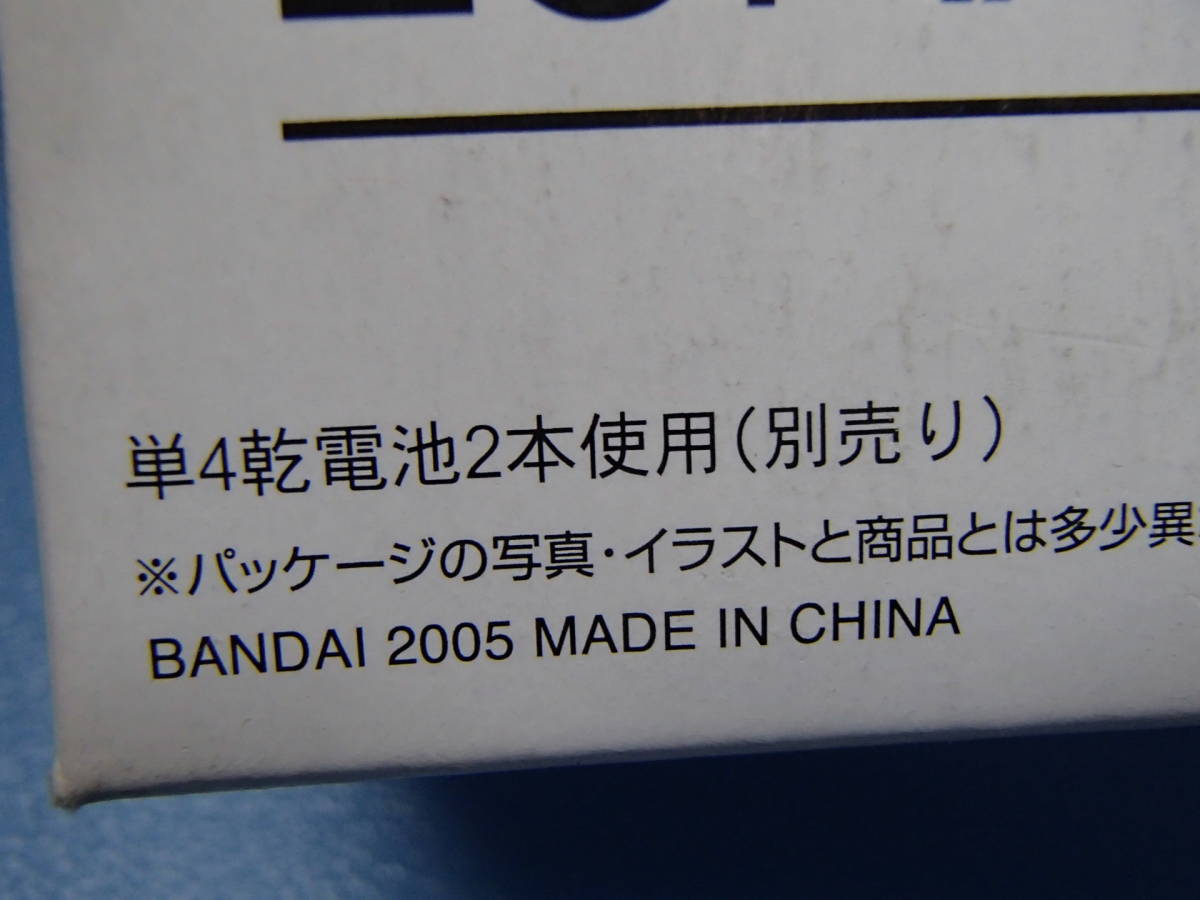 単4乾電池2本使用(別売り)
※パッケージの写真・イラストと商品とは多少異
BANDAI 2005 MADE IN CHINA